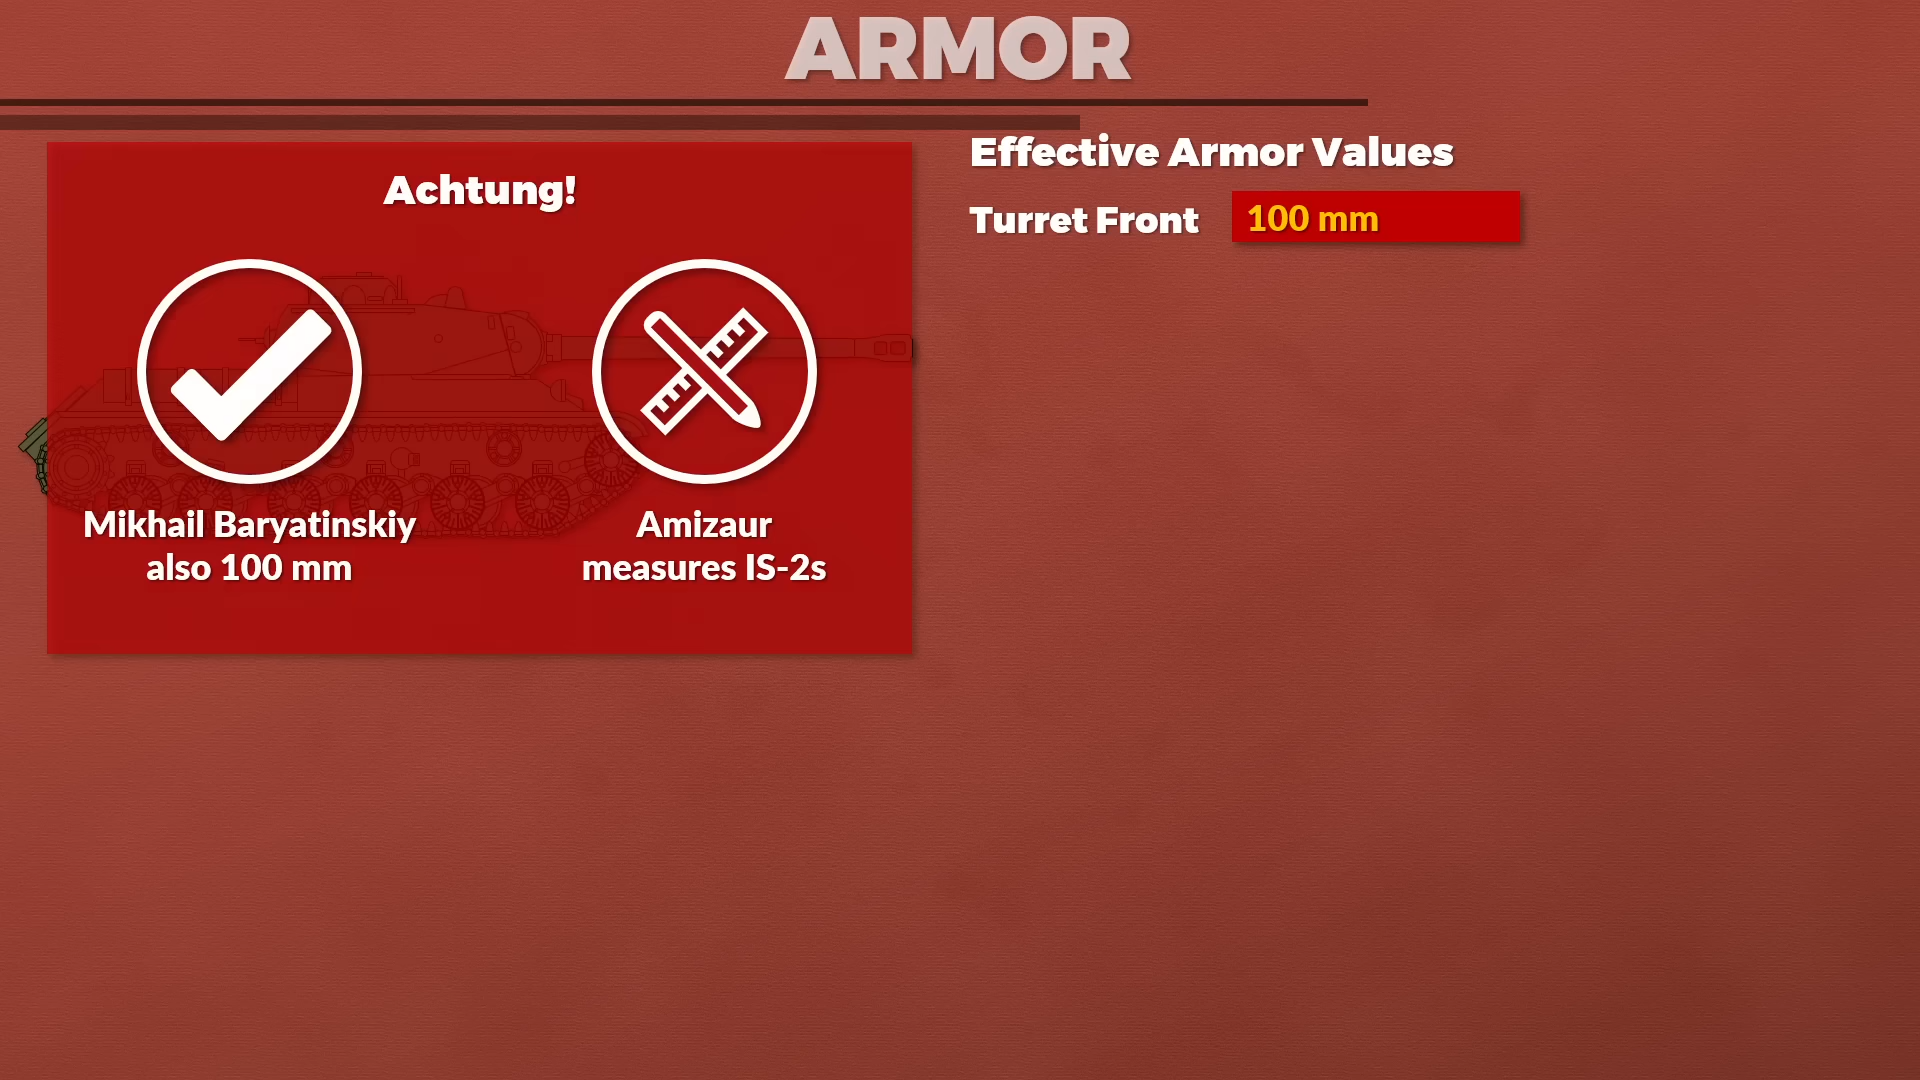 ARMOR
Achtung!
Mikhail Baryatinskiy
also 100 mm
Amizaur
measures IS-2s
Effective Armor Values
Turret Front
100 mm